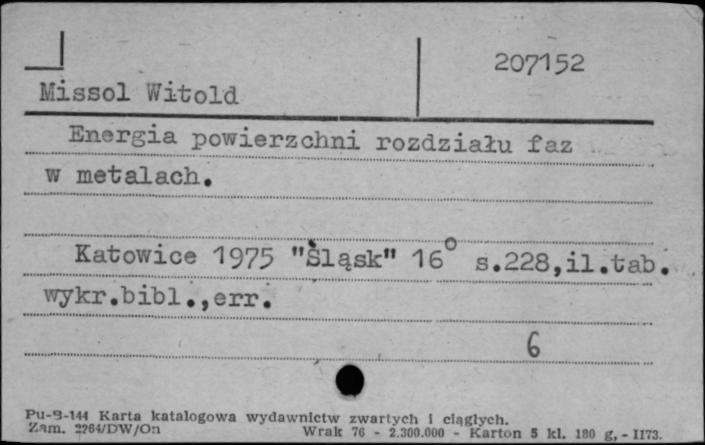 207152
Missol Witold
Energia powierzchni rozdziału faz
w metalach.
Katowice 1975 "Śląsk" 16° s.228,il.tab.
wykr.bibl.,err.
6
Pu-B-144 Karta katalogowa wydawnictw zwartych i ciągłych.
Zam. 2264/DW/Oa Wrak 76 - 2.300.000 - Karton 5 kl. 180 g, - II73.